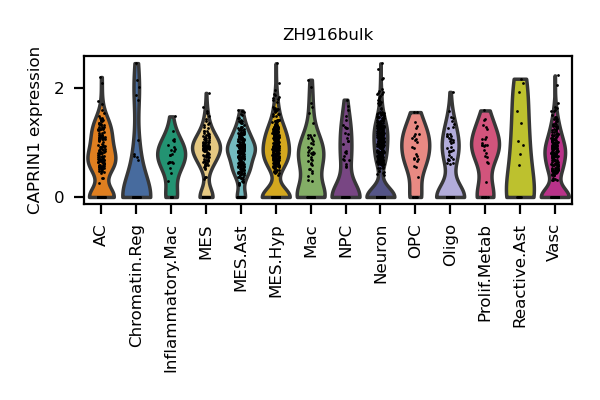 ZH916bulk
CAPRIN1 expression
2
0
AC
Chromatin.Reg
Inflammatory.Mac
MES
MES.Ast
MES.Hyp
Mac
NPC
Neuron
OPC
Oligo
Prolif.Metab
Reactive.Ast
Vasc